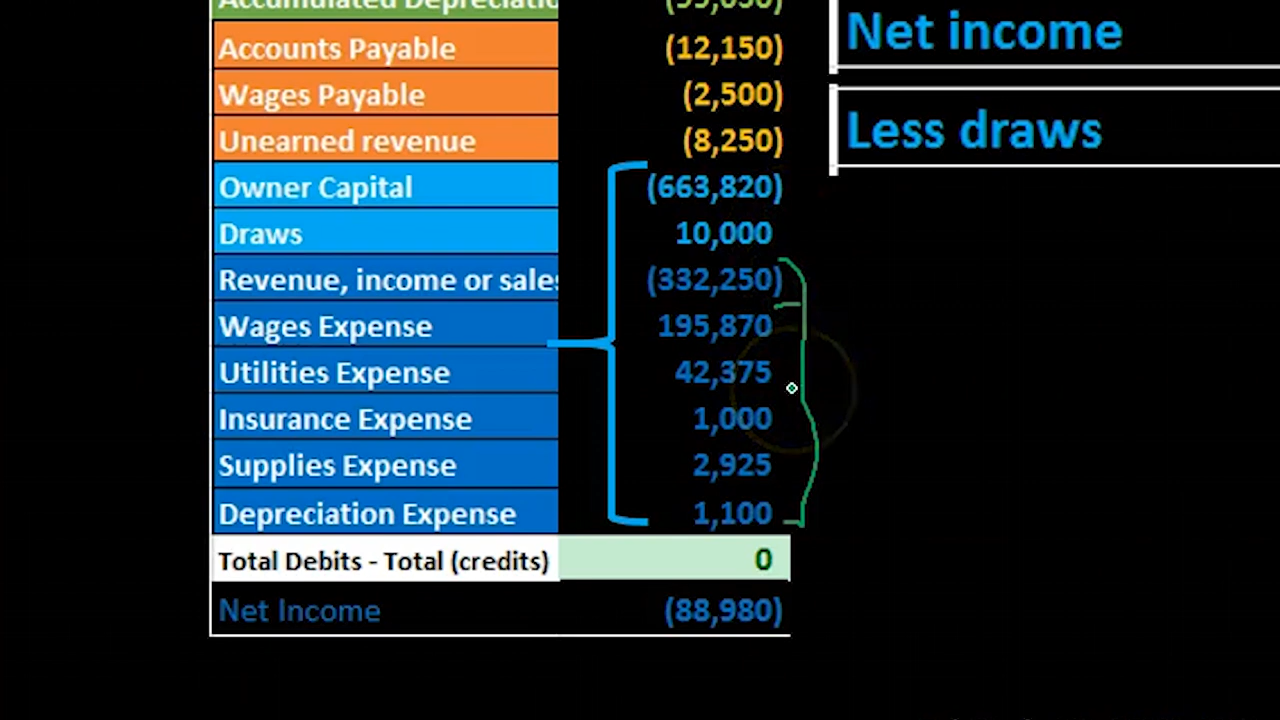 Accumulated Depreciatio
Accounts Payable (12,150)
Wages Payable (2,500)
Unearned revenue (8,250)
Owner Capital (663,820)
Draws 10,000
Revenue, income or sales (332,250)
Wages Expense 195,870
Utilities Expense 42,375
Insurance Expense 1,000
Supplies Expense 2,925
Depreciation Expense 1,100
Total Debits - Total (credits) 0
Net Income (88,980)
Net income
Less draws